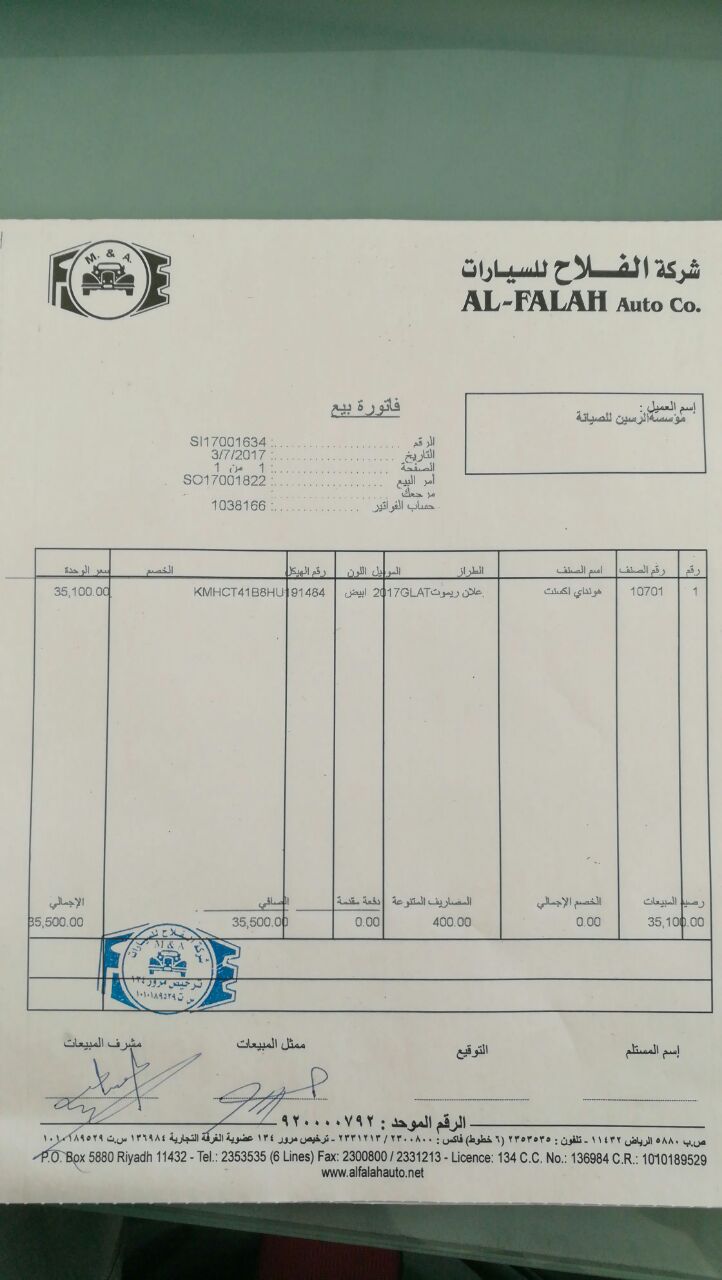 M. & A.
شركة الفـــلاح للسيارات
AL-FALAH Auto Co.
إسم العميل :
مؤسسةالرسين للصيانة
فاتورة بيع
الرقم : SI17001634
التاريخ : 3/7/2017
الصفحة : 1 من 1
أمر البيع : SO17001822
مرجعك :
حساب الفواتير : 1038166
رقم رقم الصنف اسم الصنف الطراز الموديل اللون رقم الهيكل الخصم سعر الوحدة
1 10701 هونداي اكسنت علان ريموت2017GLAT ابيض KMHCT41B8HU191484 35,100.00
رصيد المبيعات الخصم الإجمالي المصاريف المتنوعة دفعة مقدمة الصافي الإجمالي
35,100.00 0.00 400.00 0.00 35,500.00 35,500.00
شركة الفلاح للسيارات
M & A
ترخيص مرور ١٣٤
س ت ١٠١٠١٨٩٥٢٩
إسم المستلم التوقيع ممثل المبيعات مشرف المبيعات
الرقم الموحد : ٩٢٠٠٠٠٧٩٢
ص.ب ٥٨٨٠ الرياض ١١٤٣٢ - تلفون : ٢٣٥٣٥٣٥ (٦ خطوط) فاكس : ٢٣٠٠٨٠٠ / ٢٣٣١٢١٣ - ترخيص مرور ١٣٤ عضوية الغرفة التجارية ١٣٦٩٨٤ س.ت ١٠١٠١٨٩٥٢٩
P.O. Box 5880 Riyadh 11432 - Tel.: 2353535 (6 Lines) Fax: 2300800 / 2331213 - Licence: 134 C.C. No.: 136984 C.R.: 1010189529
www.alfalahauto.net